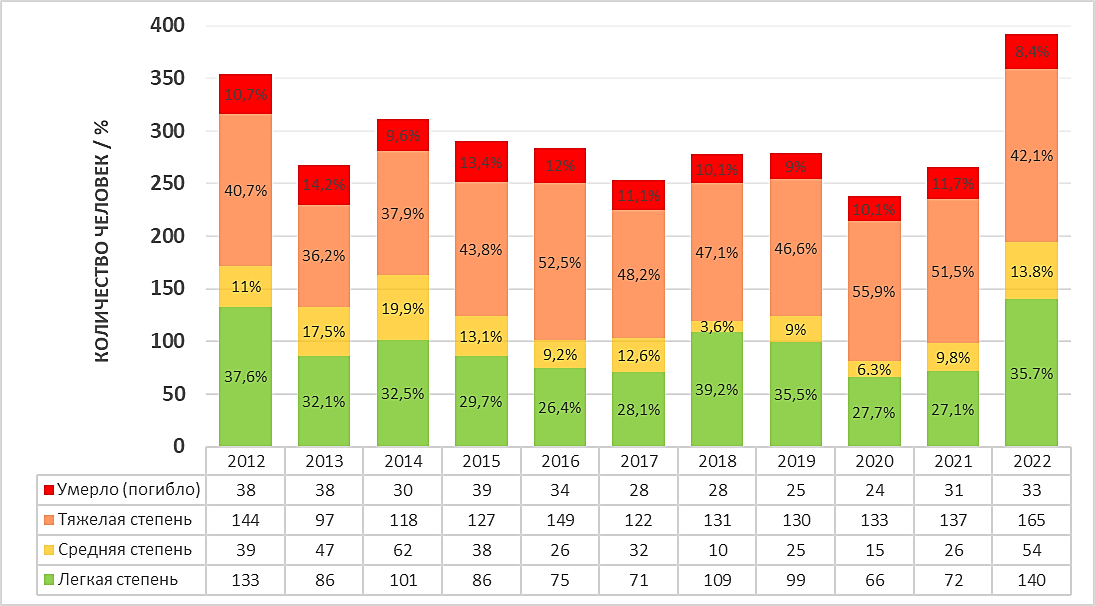 400
350
300
250
200
150
100
50
0
КОЛИЧЕСТВО ЧЕЛОВЕК / %
10,7% 14,2% 9,6% 13,4% 12% 11,1% 10,1% 9% 10,1% 11,7% 8,4%
40,7% 36,2% 37,9% 43,8% 52,5% 48,2% 47,1% 46,6% 55,9% 51,5% 42,1%
11% 17,5% 19,9% 13,1% 9,2% 12,6% 3,6% 9% 6.3% 9,8% 13.8%
37,6% 32,1% 32,5% 29,7% 26,4% 28,1% 39,2% 35,5% 27,7% 27,1% 35.7%
2012 2013 2014 2015 2016 2017 2018 2019 2020 2021 2022
Умерло (погибло) 38 38 30 39 34 28 28 25 24 31 33
Тяжелая степень 144 97 118 127 149 122 131 130 133 137 165
Средняя степень 39 47 62 38 26 32 10 25 15 26 54
Легкая степень 133 86 101 86 75 71 109 99 66 72 140